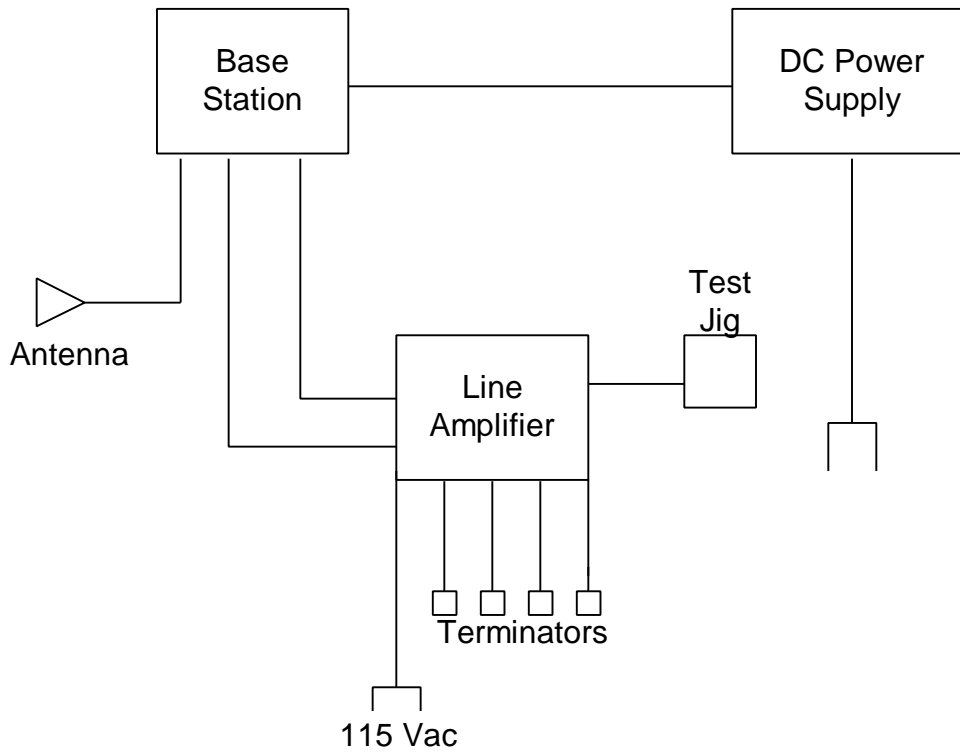 Base
Station
DC Power
Supply
Antenna
Test
Jig
Line
Amplifier
Terminators
115 Vac